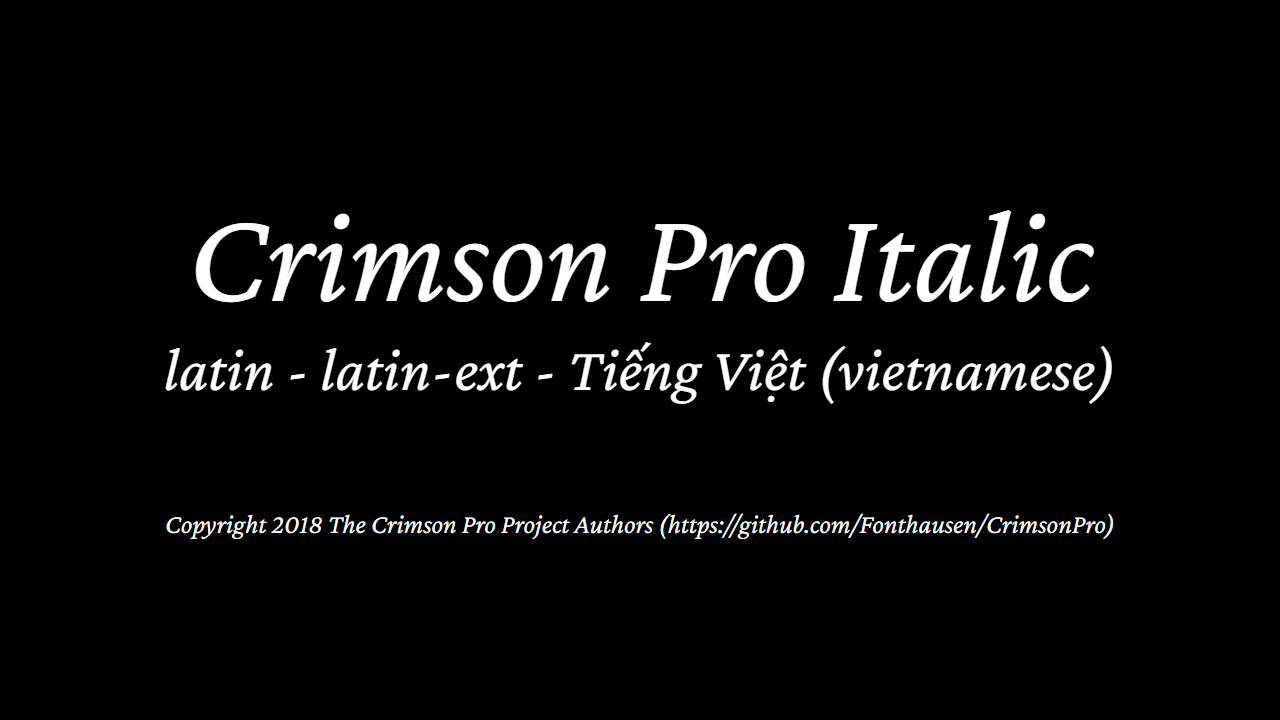 Crimson Pro Italic
latin - latin-ext - Tiếng Việt (vietnamese)
Copyright 2018 The Crimson Pro Project Authors (https://github.com/Fonthausen/CrimsonPro)